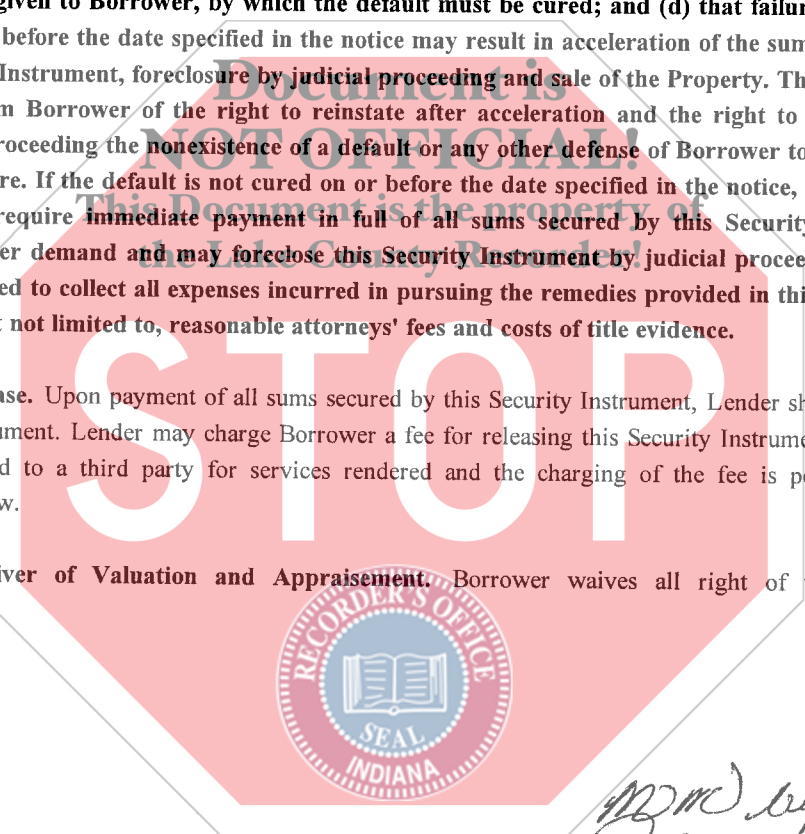 given to Borrower, by which the default must be cured; and (d) that failur
before the date specified in the notice may result in acceleration of the sum
Instrument, foreclosure by judicial proceeding and sale of the Property. Th
m Borrower of the right to reinstate after acceleration and the right to
roceeding the nonexistence of a default or any other defense of Borrower to
re. If the default is not cured on or before the date specified in the notice,
require immediate payment in full of all sums secured by this Security
er demand and may foreclose this Security Instrument by judicial procee
ed to collect all expenses incurred in pursuing the remedies provided in thi
t not limited to, reasonable attorneys' fees and costs of title evidence.
ase. Upon payment of all sums secured by this Security Instrument, Lender sh
ument. Lender may charge Borrower a fee for releasing this Security Instrume
d to a third party for services rendered and the charging of the fee is pe
w.
iver of Valuation and Appraisement. Borrower waives all right of
Document is
NOT OFFICIAL!
This Document is the property of
the Lake County Recorder!
STOP
RECORDER'S OFFICE
SEAL
INDIANA